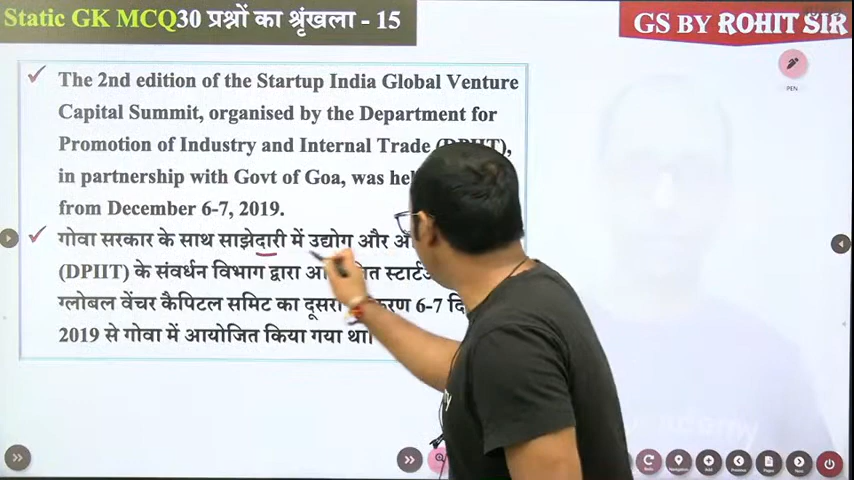 Static GK MCQ30 प्रश्नों का श्रृंखला - 15
GS BY ROHIT SIR
The 2nd edition of the Startup India Global Venture
Capital Summit, organised by the Department for
Promotion of Industry and Internal Trade (DPIIT),
in partnership with Govt of Goa, was
from December 6-7, 2019.
गोवा सरकार के साथ साझेदारी में उद्योग और
(DPIIT) के संवर्धन विभाग द्वारा
ग्लोबल वेंचर कैपिटल समिट का दूसरा 6-7
2019 से गोवा में आयोजित किया गया था।
PEN